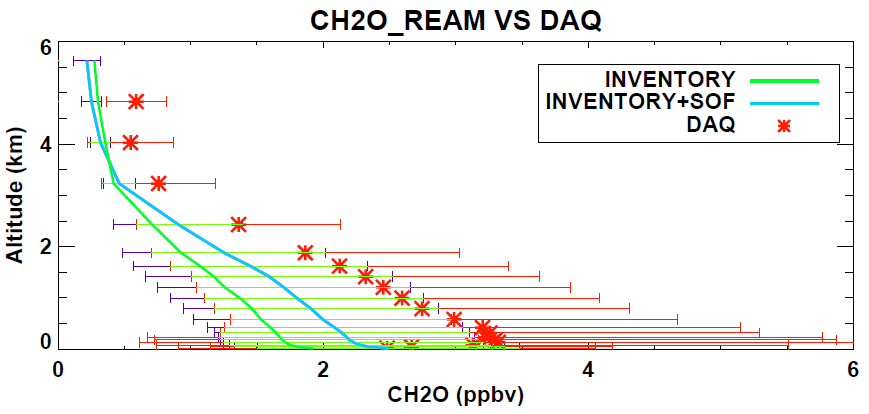 CH2O_REAM VS DAQ
6
INVENTORY
INVENTORY+SOF
DAQ
4
Altitude (km)
2
0
0 2 4 6
CH2O (ppbv)